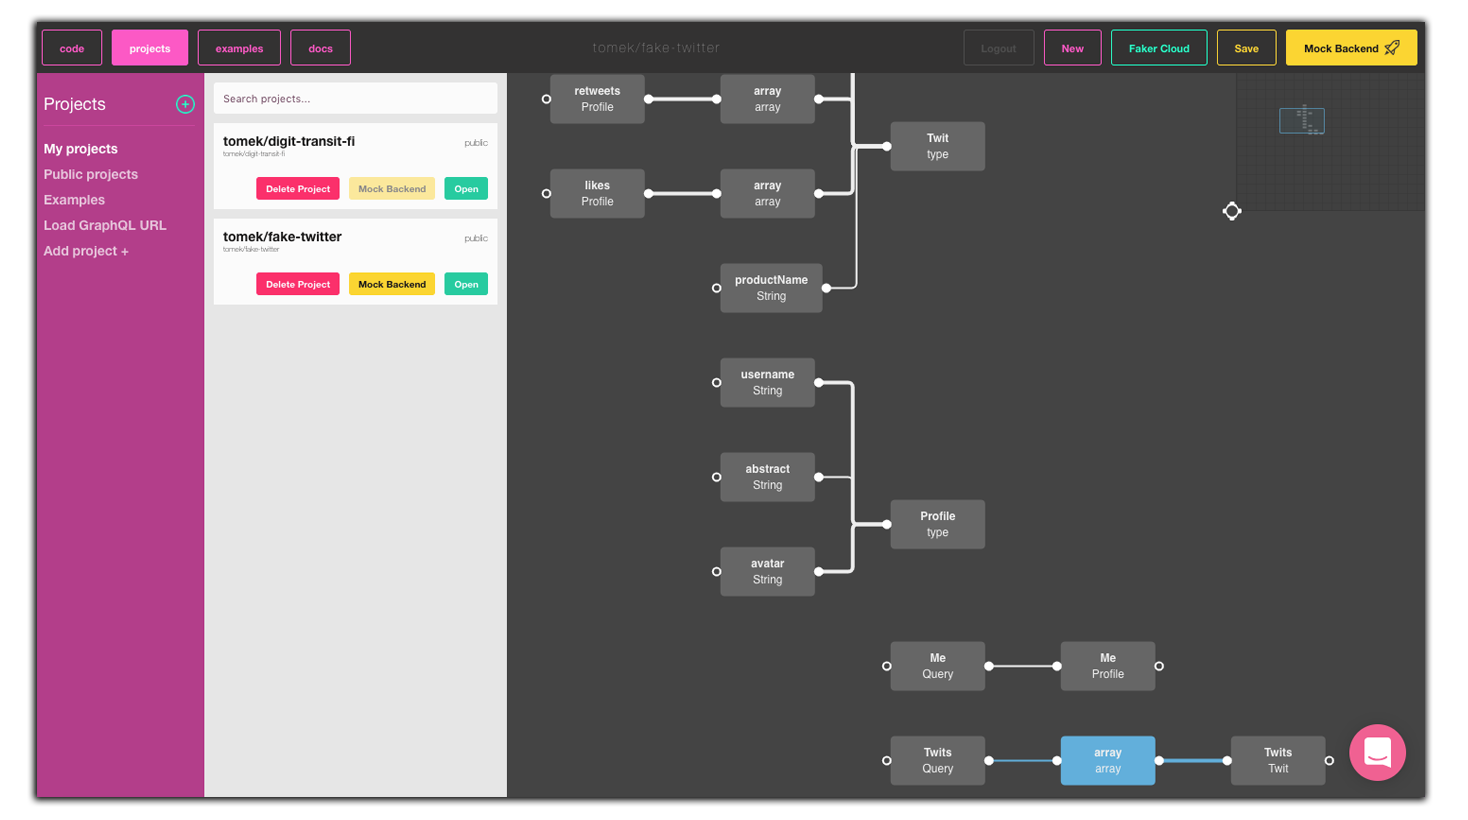 code
projects
examples
docs
tomek/fake-twitter
Logout
New
Faker Cloud
Save
Mock Backend
Projects
My projects
Public projects
Examples
Load GraphQL URL
Add project +
Search projects...
tomek/digit-transit-fi
public
tomek/digit-transit-fi
Delete Project
Mock Backend
Open
tomek/fake-twitter
public
tomek/fake-twitter
Delete Project
Mock Backend
Open
retweets
Profile
array
array
Twit
type
likes
Profile
array
array
productName
String
username
String
abstract
String
Profile
type
avatar
String
Me
Query
Me
Profile
Twits
Query
array
array
Twits
Twit